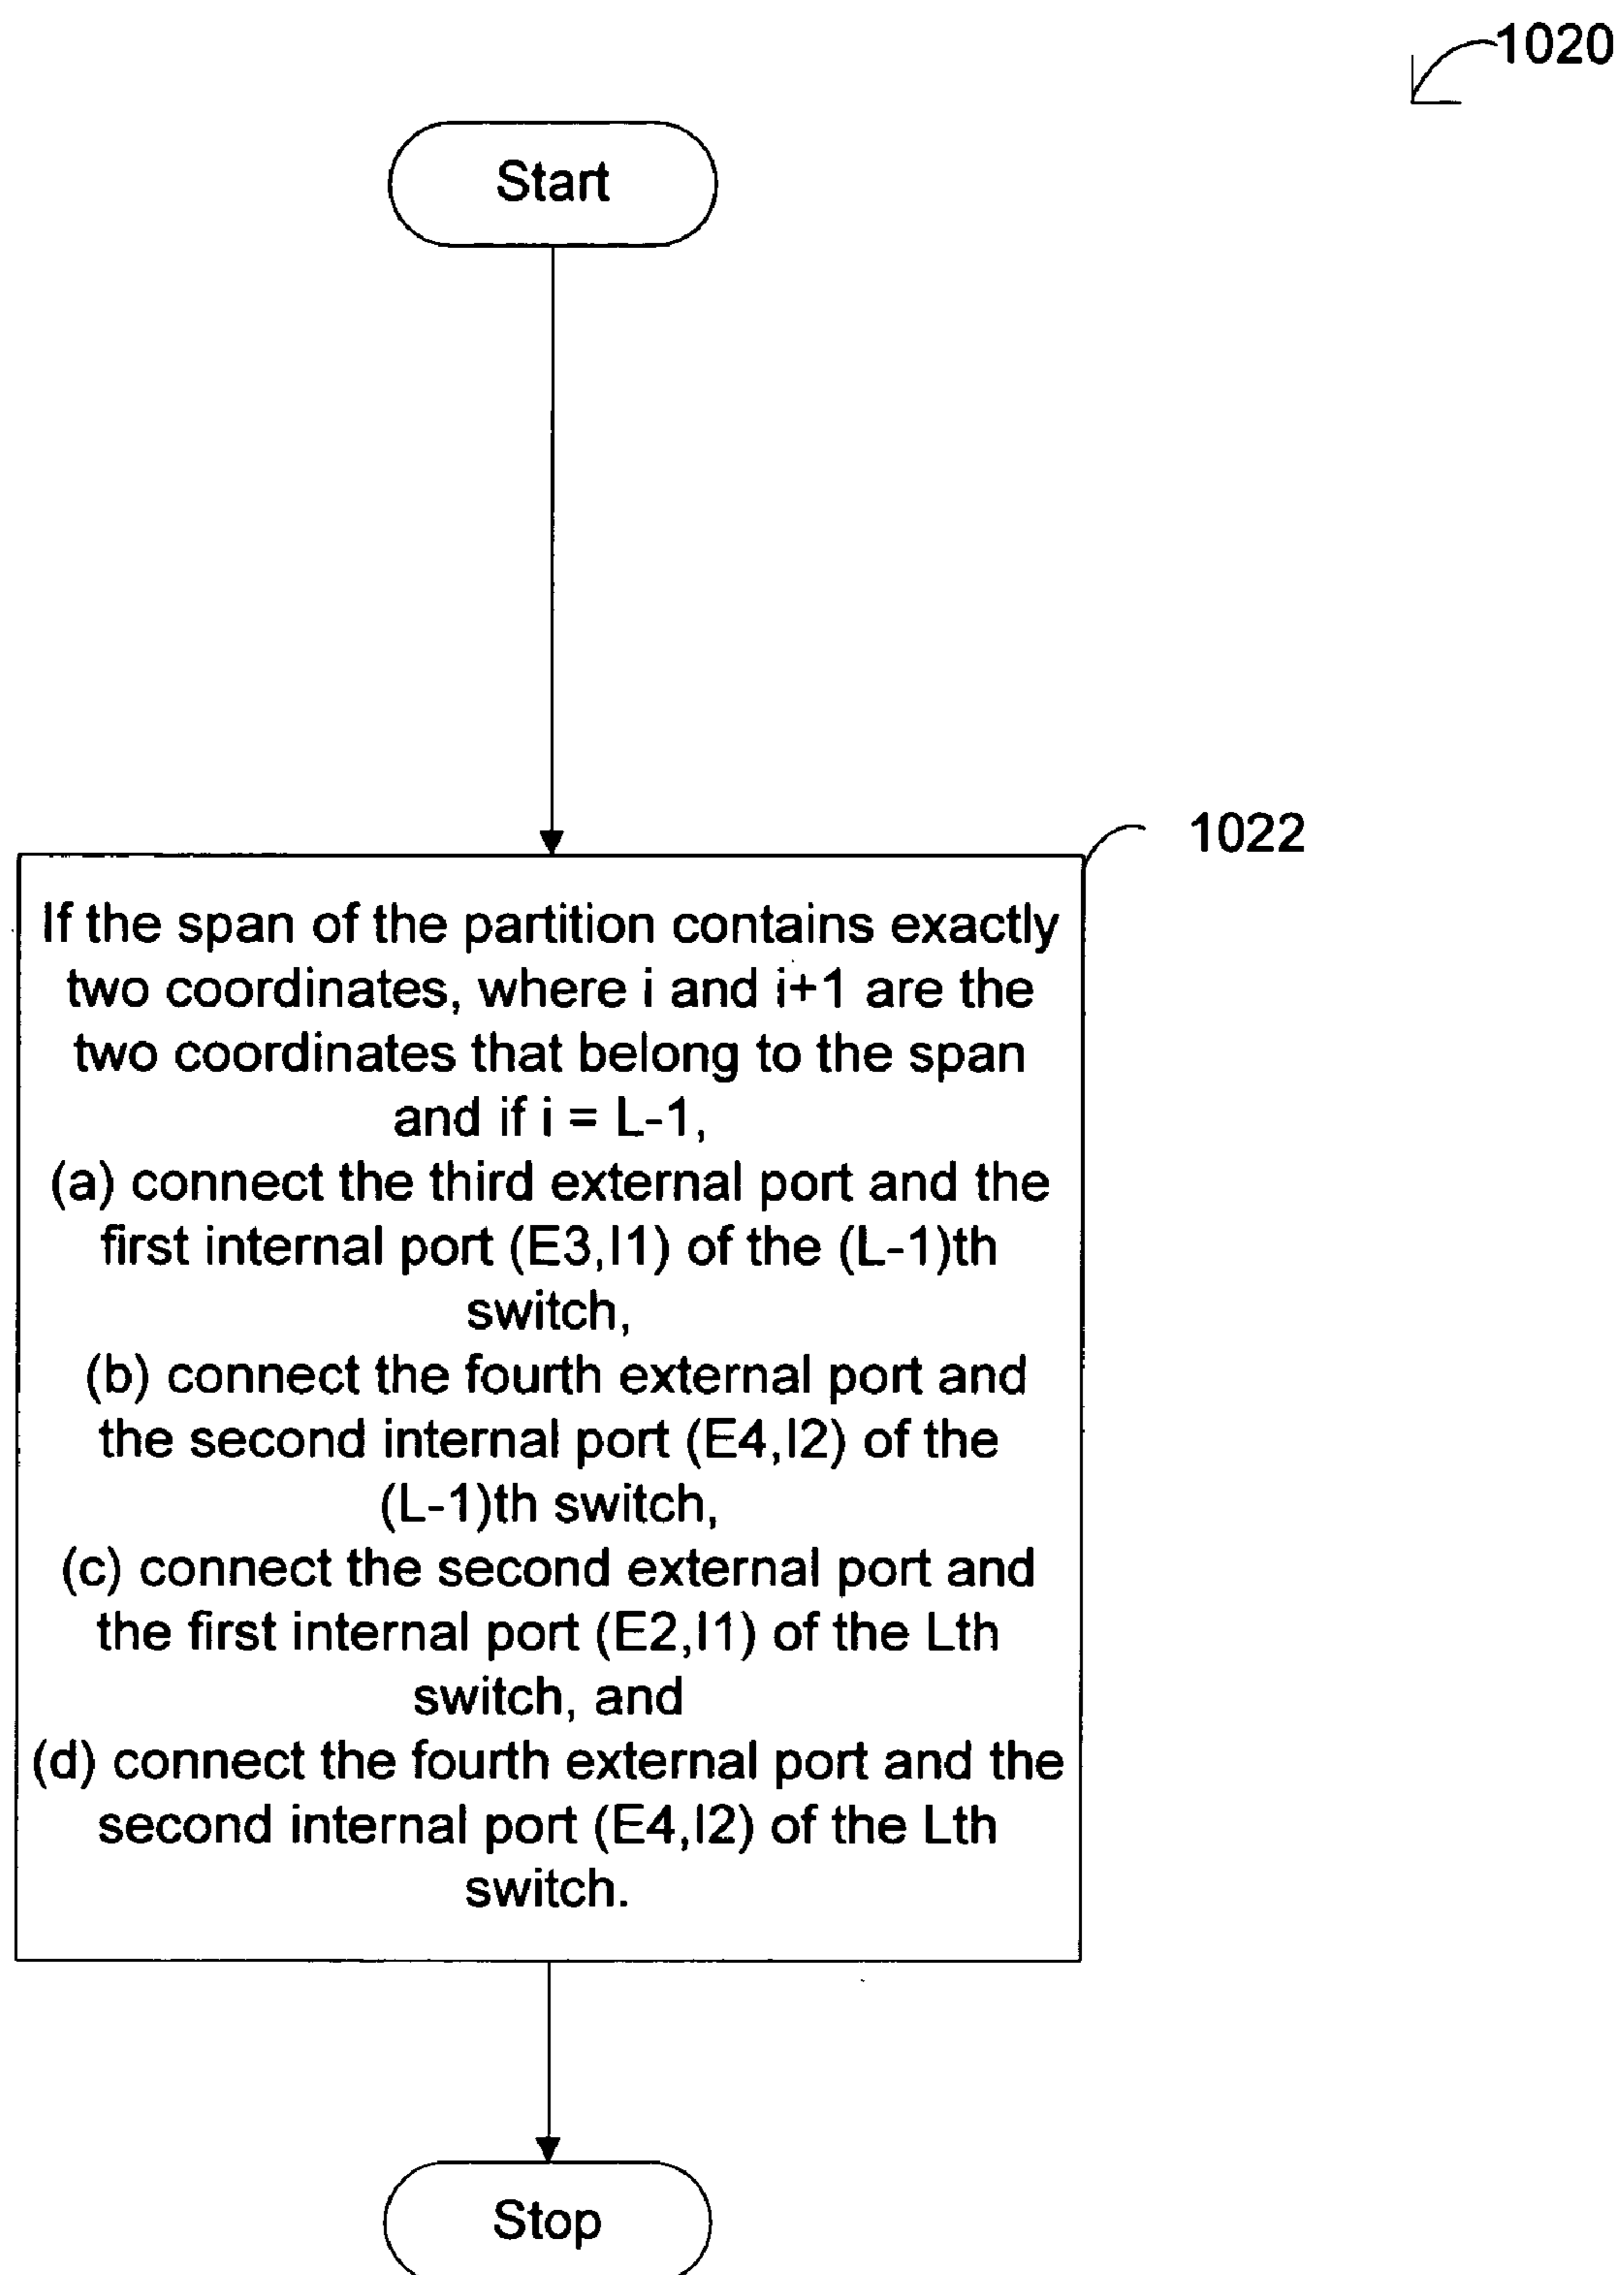 1020
Start
1022
If the span of the partition contains exactly
two coordinates, where i and i+1 are the
two coordinates that belong to the span
and if i = L-1,
(a) connect the third external port and the
first internal port (E3,I1) of the (L-1)th
switch,
(b) connect the fourth external port and
the second internal port (E4,I2) of the
(L-1)th switch,
(c) connect the second external port and
the first internal port (E2,I1) of the Lth
switch, and
(d) connect the fourth external port and the
second internal port (E4,I2) of the Lth
switch.
Stop